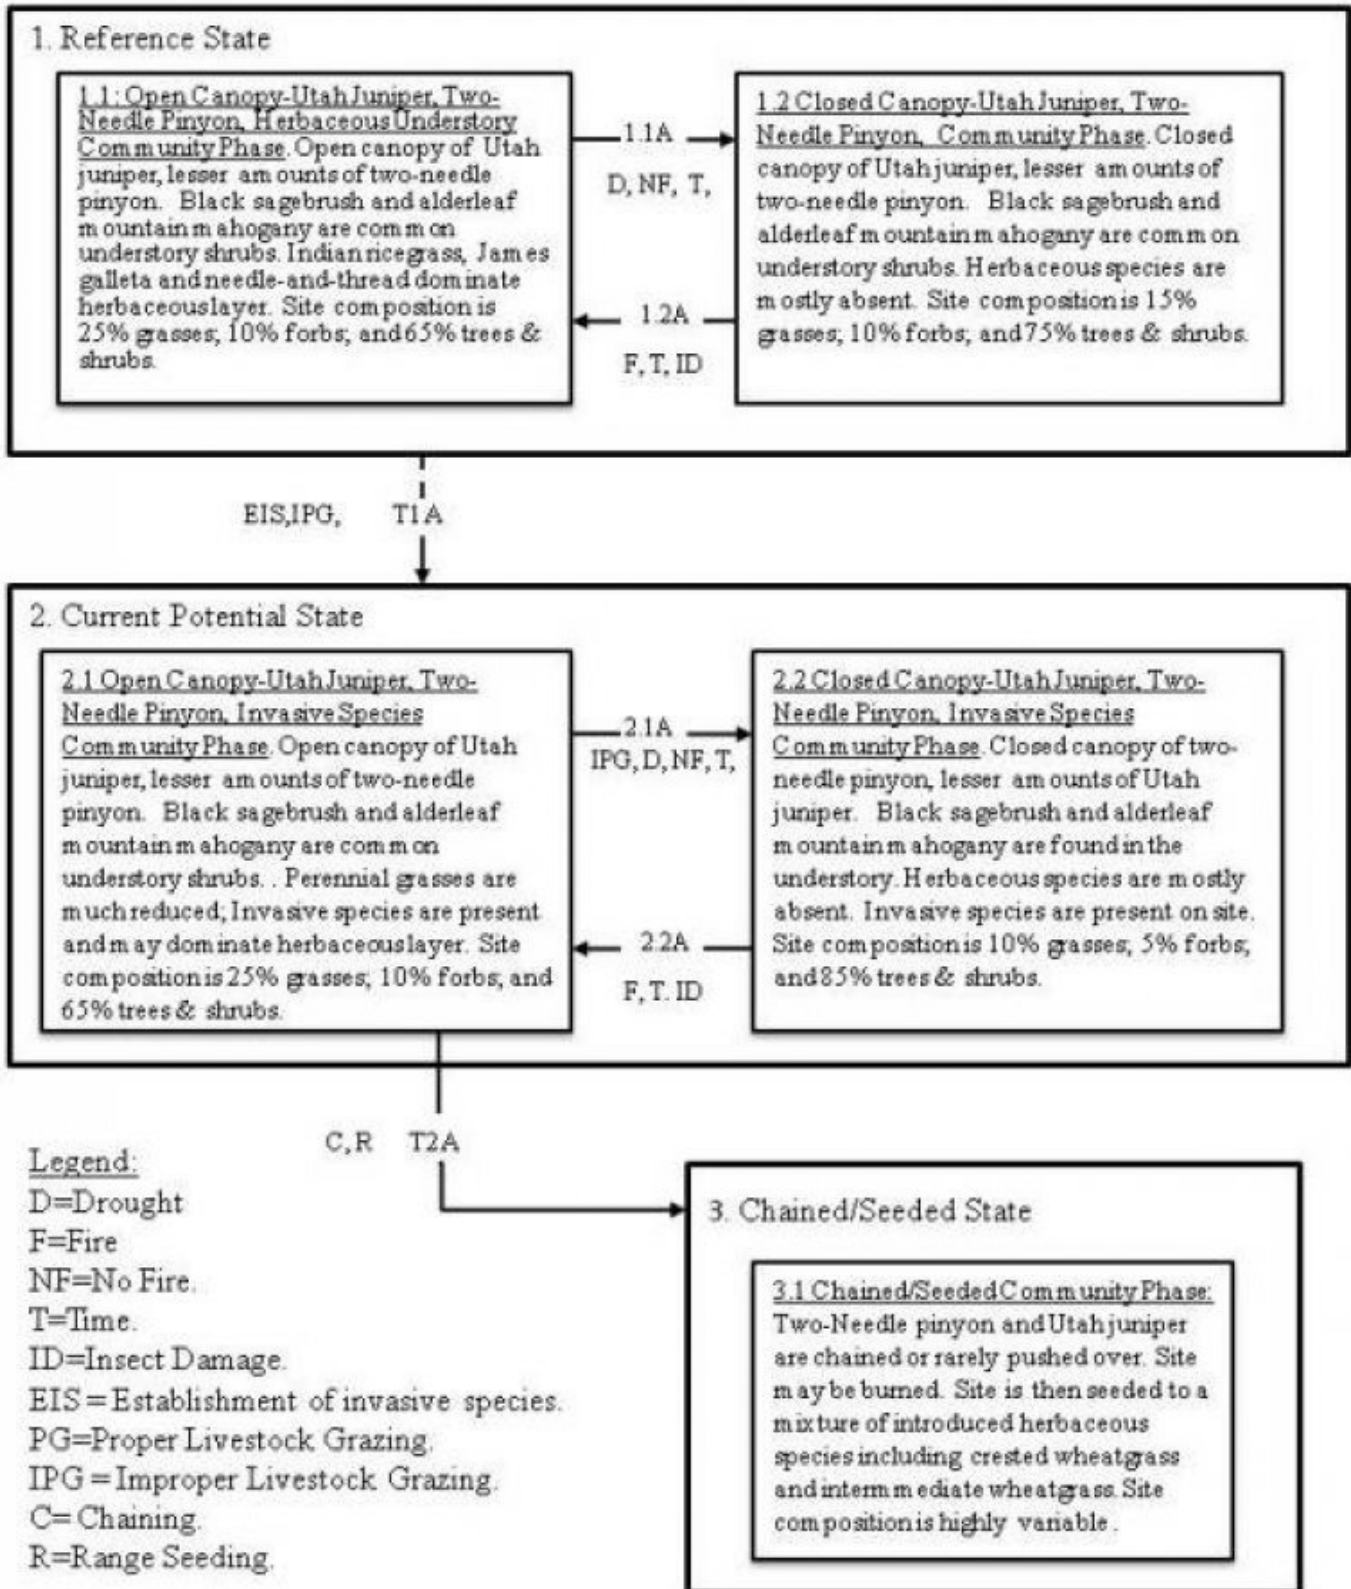 1. Reference State
1.1: Open Canopy-Utah Juniper, Two-
Needle Pinyon, Herbaceous Understory
Community Phase. Open canopy of Utah
juniper, lesser amounts of two-needle
pinyon. Black sagebrush and alderleaf
mountain mahogany are common
understory shrubs. Indian ricegrass, James
galleta and needle-and-thread dominate
herbaceous layer. Site composition is
25% grasses; 10% forbs; and 65% trees &
shrubs.
1.1A
D, NF, T,
1.2A
F, T, ID
1.2 Closed Canopy-Utah Juniper, Two-
Needle Pinyon, Community Phase. Closed
canopy of Utah juniper, lesser amounts of
two-needle pinyon. Black sagebrush and
alderleaf mountain mahogany are common
understory shrubs. Herbaceous species are
mostly absent. Site composition is 15%
grasses; 10% forbs; and 75% trees & shrubs.
EIS,IPG, T1A
2. Current Potential State
2.1 Open Canopy-Utah Juniper, Two-
Needle Pinyon, Invasive Species
Community Phase. Open canopy of Utah
juniper, lesser amounts of two-needle
pinyon. Black sagebrush and alderleaf
mountain mahogany are common
understory shrubs. . Perennial grasses are
much reduced; Invasive species are present
and may dominate herbaceous layer. Site
composition is 25% grasses; 10% forbs; and
65% trees & shrubs.
2.1A
IPG, D, NF, T,
2.2A
F, T. ID
2.2 Closed Canopy-Utah Juniper, Two-
Needle Pinyon, Invasive Species
Community Phase. Closed canopy of two-
needle pinyon, lesser amounts of Utah
juniper. Black sagebrush and alderleaf
mountain mahogany are found in the
understory. Herbaceous species are mostly
absent. Invasive species are present on site.
Site composition is 10% grasses; 5% forbs;
and 85% trees & shrubs.
C, R T2A
Legend:
D=Drought
F=Fire
NF=No Fire.
T=Time.
ID=Insect Damage.
EIS=Establishment of invasive species.
PG=Proper Livestock Grazing.
IPG=Improper Livestock Grazing.
C= Chaining.
R=Range Seeding.
3. Chained/Seeded State
3.1 Chained/Seeded Community Phase:
Two-Needle pinyon and Utah juniper
are chained or rarely pushed over. Site
may be burned. Site is then seeded to a
mixture of introduced herbaceous
species including crested wheatgrass
and intermmediate wheatgrass. Site
composition is highly variable.